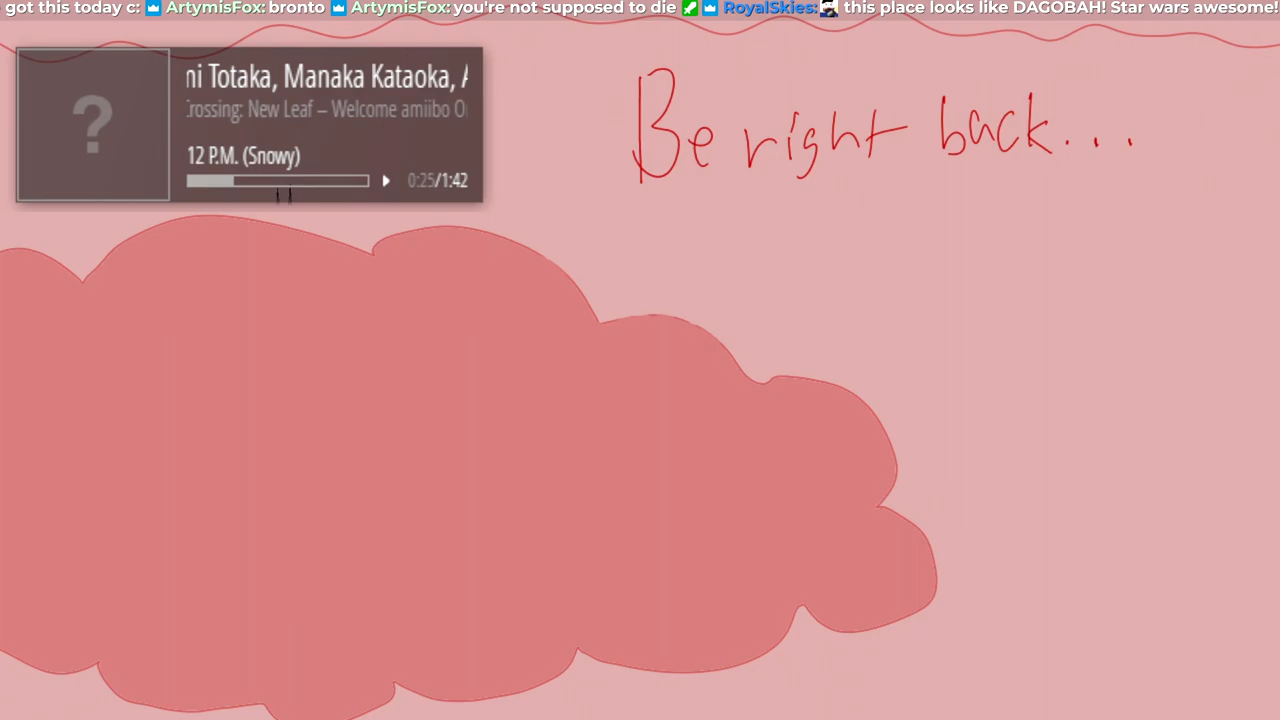 got this today c: ArtymisFox: bronto ArtymisFox: you're not supposed to die RoyalSkies: this place looks like DAGOBAH! Star wars awesome!
?
Totaka, Manaka Kataoka,
rossing: New Leaf – Welcome amiibo
12 P.M. (Snowy)
0:25/1:42
Be right back...